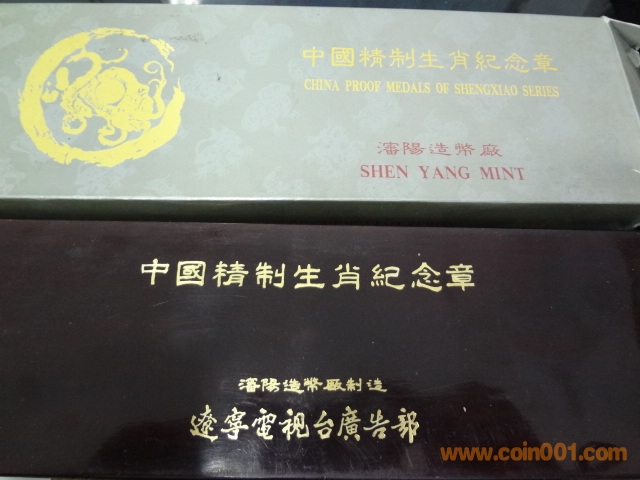 中國精制生肖紀念章
CHINA PROOF MEDALS OF SHENGXIAO SERIES
瀋陽造幣廠
SHEN YANG MINT
中國精制生肖紀念章
瀋陽造幣廠制造
遼寧電視台廣告部
www.coin001.com